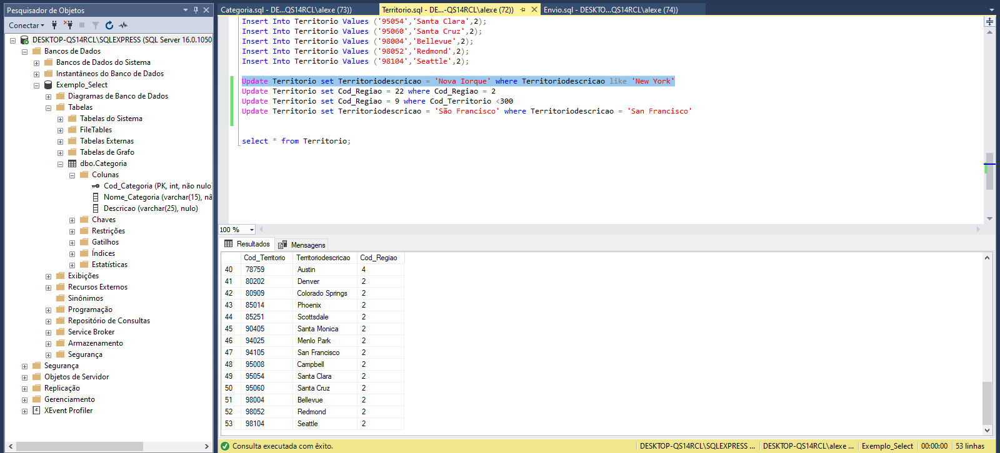 Pesquisador de Objetos
Conectar
DESKTOP-QS14RCL\SQLEXPRESS (SQL Server 16.0.1050
Bancos de Dados
Bancos de Dados do Sistema
Instantâneos do Banco de Dados
Exemplo_Select
Diagramas de Banco de Dados
Tabelas
Tabelas do Sistema
FileTables
Tabelas Externas
Tabelas de Grafo
dbo.Categoria
Colunas
Cod_Categoria (PK, int, não nulo)
Nome_Categoria (varchar(15), nã
Descricao (varchar(25), nulo)
Chaves
Restrições
Gatilhos
Índices
Estatísticas
Exibições
Recursos Externos
Sinônimos
Programação
Repositório de Consultas
Service Broker
Armazenamento
Segurança
Segurança
Objetos de Servidor
Replicação
Gerenciamento
XEvent Profiler
Categoria.sql - DE...QS14RCL\alexe (73))
Territorio.sql - DE...-QS14RCL\alexe (72))
Envio.sql - DESKTO...QS14RCL\alexe (74))
Insert Into Territorio Values ('95054','Santa Clara',2);
Insert Into Territorio Values ('95060','Santa Cruz',2);
Insert Into Territorio Values ('98004','Bellevue',2);
Insert Into Territorio Values ('98052','Redmond',2);
Insert Into Territorio Values ('98104','Seattle',2);
Update Territorio set Territoriodescricao = 'Nova Iorque' where Territoriodescricao like 'New York'
Update Territorio set Cod_Regiao = 22 where Cod_Regiao = 2
Update Territorio set Cod_Regiao = 9 where Cod_Territorio <300
Update Territorio set Territoriodescricao = 'São Francisco' where Territoriodescricao = 'San Francisco'
select * from Territorio;
100 %
Resultados Mensagens
Cod_Territorio Territoriodescricao Cod_Regiao
40 78759 Austin 4
41 80202 Denver 2
42 80909 Colorado Springs 2
43 85014 Phoenix 2
44 85251 Scottsdale 2
45 90405 Santa Monica 2
46 94025 Menlo Park 2
47 94105 San Francisco 2
48 95008 Campbell 2
49 95054 Santa Clara 2
50 95060 Santa Cruz 2
51 98004 Bellevue 2
52 98052 Redmond 2
53 98104 Seattle 2
Consulta executada com êxito.
DESKTOP-QS14RCL\SQLEXPRESS ... DESKTOP-QS14RCL\alexe ... Exemplo_Select 00:00:00 53 linhas